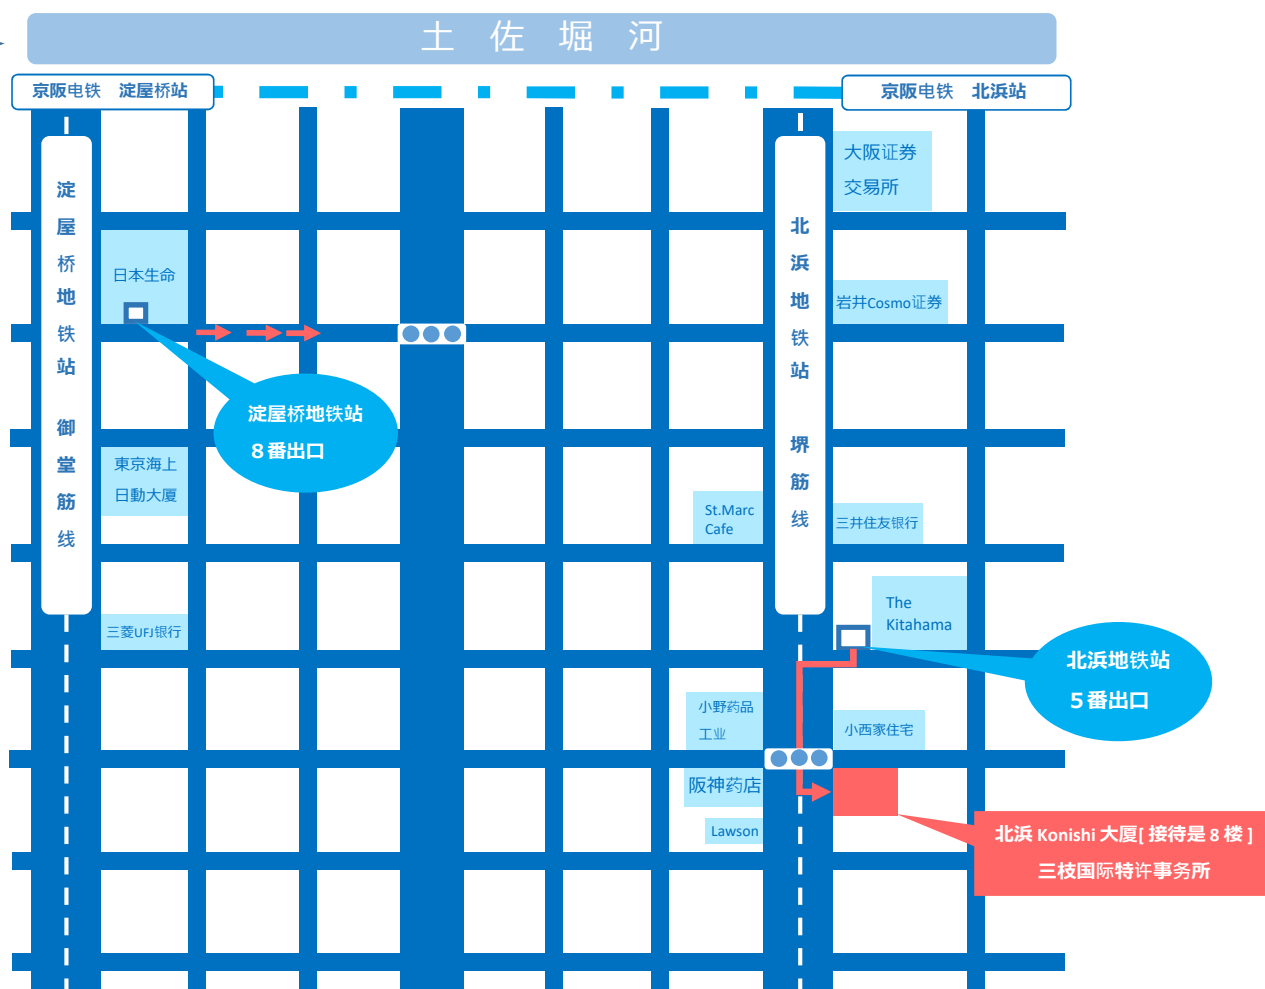 土佐堀河
京阪电铁 淀屋桥站
京阪电铁 北浜站
大阪证券
交易所
淀屋桥地铁站 御堂筋线
北浜地铁站 堺筋线
日本生命
岩井Cosmo证券
淀屋桥地铁站
８番出口
東京海上
日動大厦
St.Marc
Cafe
三井住友银行
The
Kitahama
三菱UFJ银行
北浜地铁站
５番出口
小野药品
工业
小西家住宅
阪神药店
Lawson
北浜 Konishi 大厦[ 接待是 8 楼 ]
三枝国际特许事务所